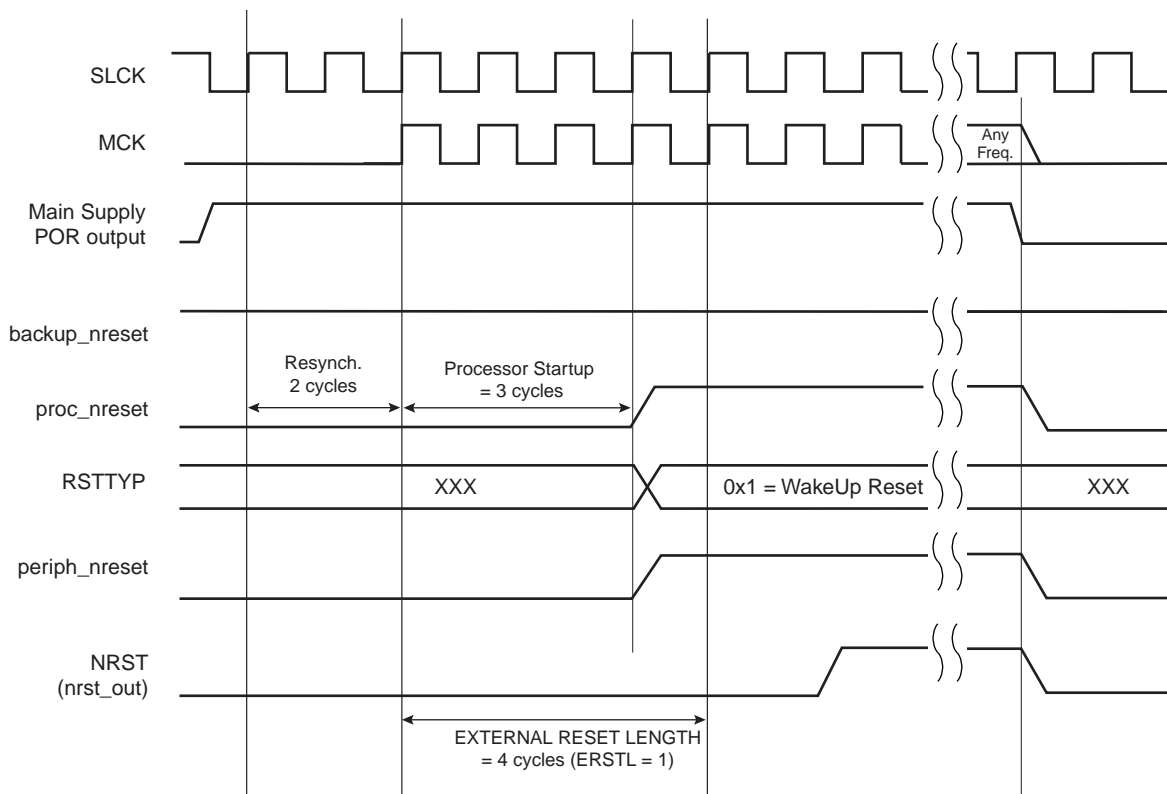 SLCK
MCK
Any
Freq.
Main Supply
POR output
backup_nreset
Resynch.
2 cycles
Processor Startup
= 3 cycles
proc_nreset
RSTTYP
XXX
0x1 = WakeUp Reset
XXX
periph_nreset
NRST
(nrst_out)
EXTERNAL RESET LENGTH
= 4 cycles (ERSTL = 1)